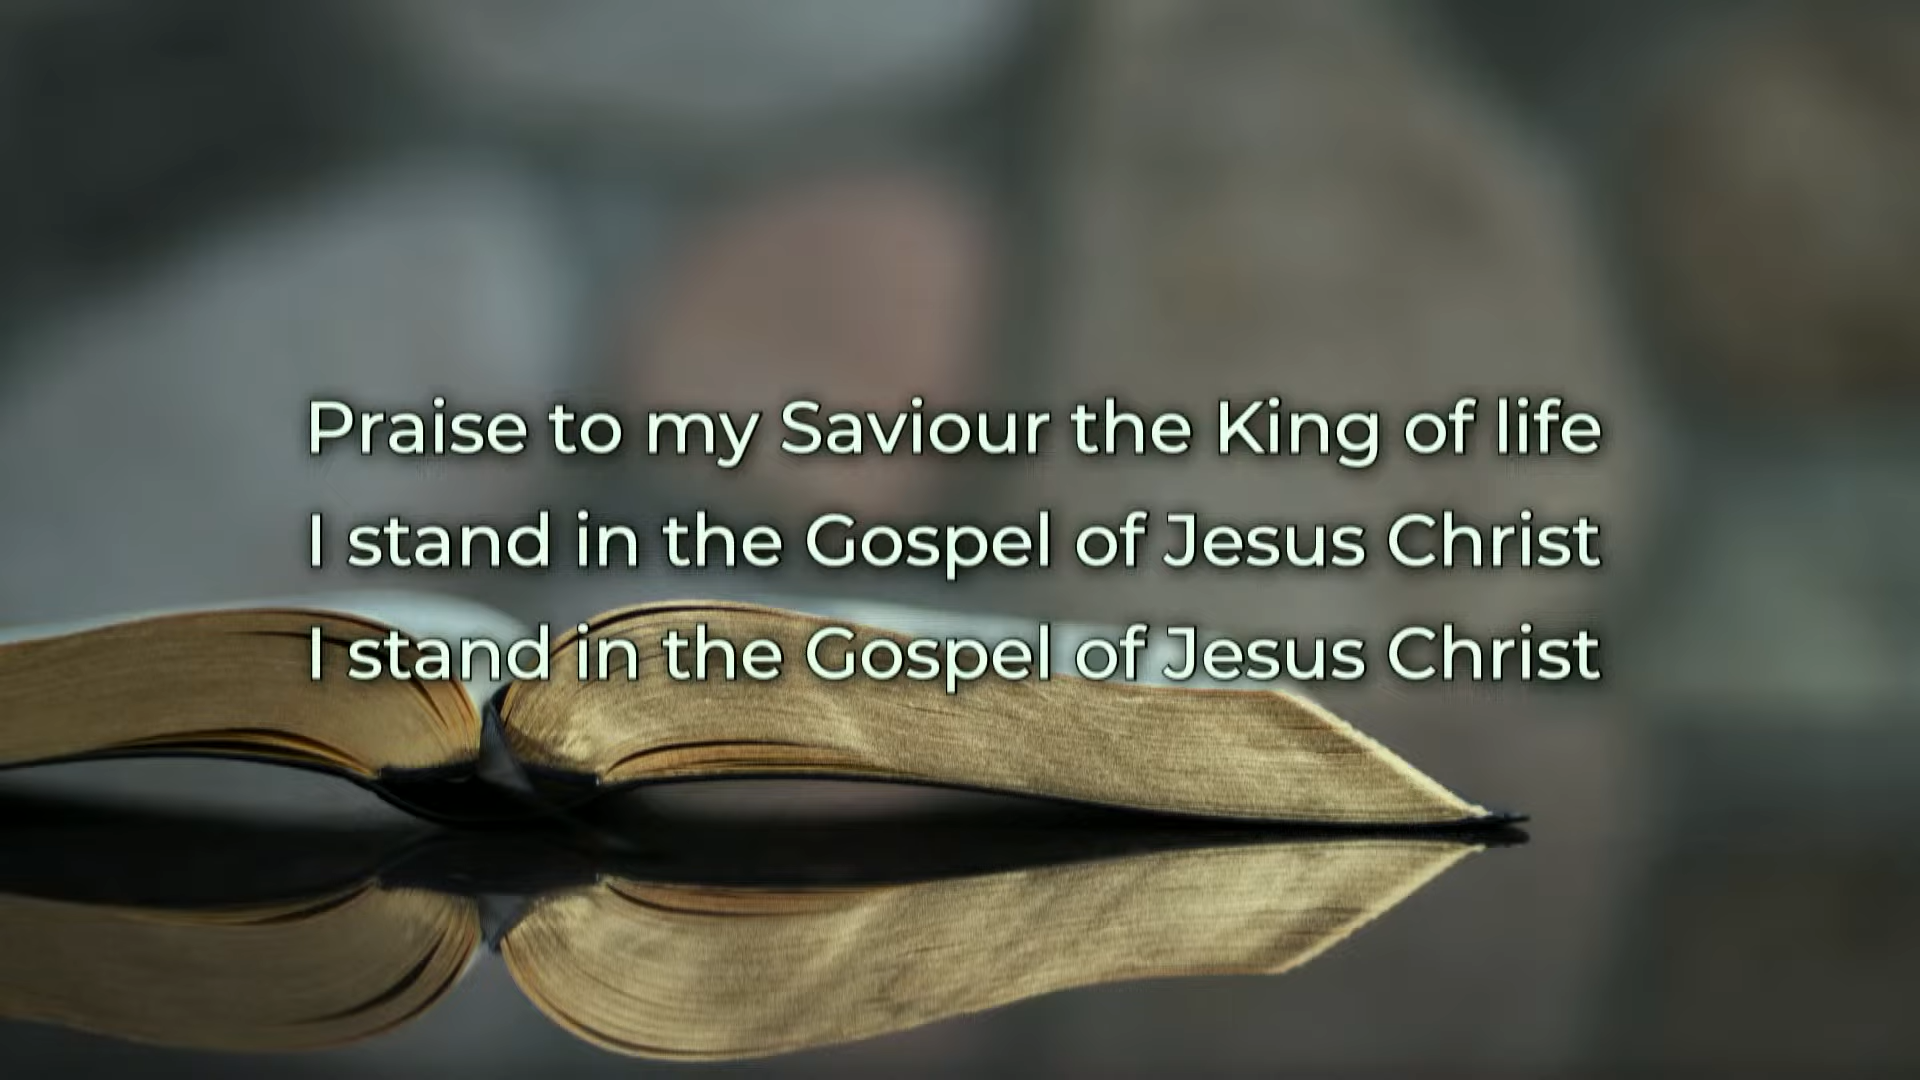 Praise to my Saviour the King of life
I stand in the Gospel of Jesus Christ
I stand in the Gospel of Jesus Christ